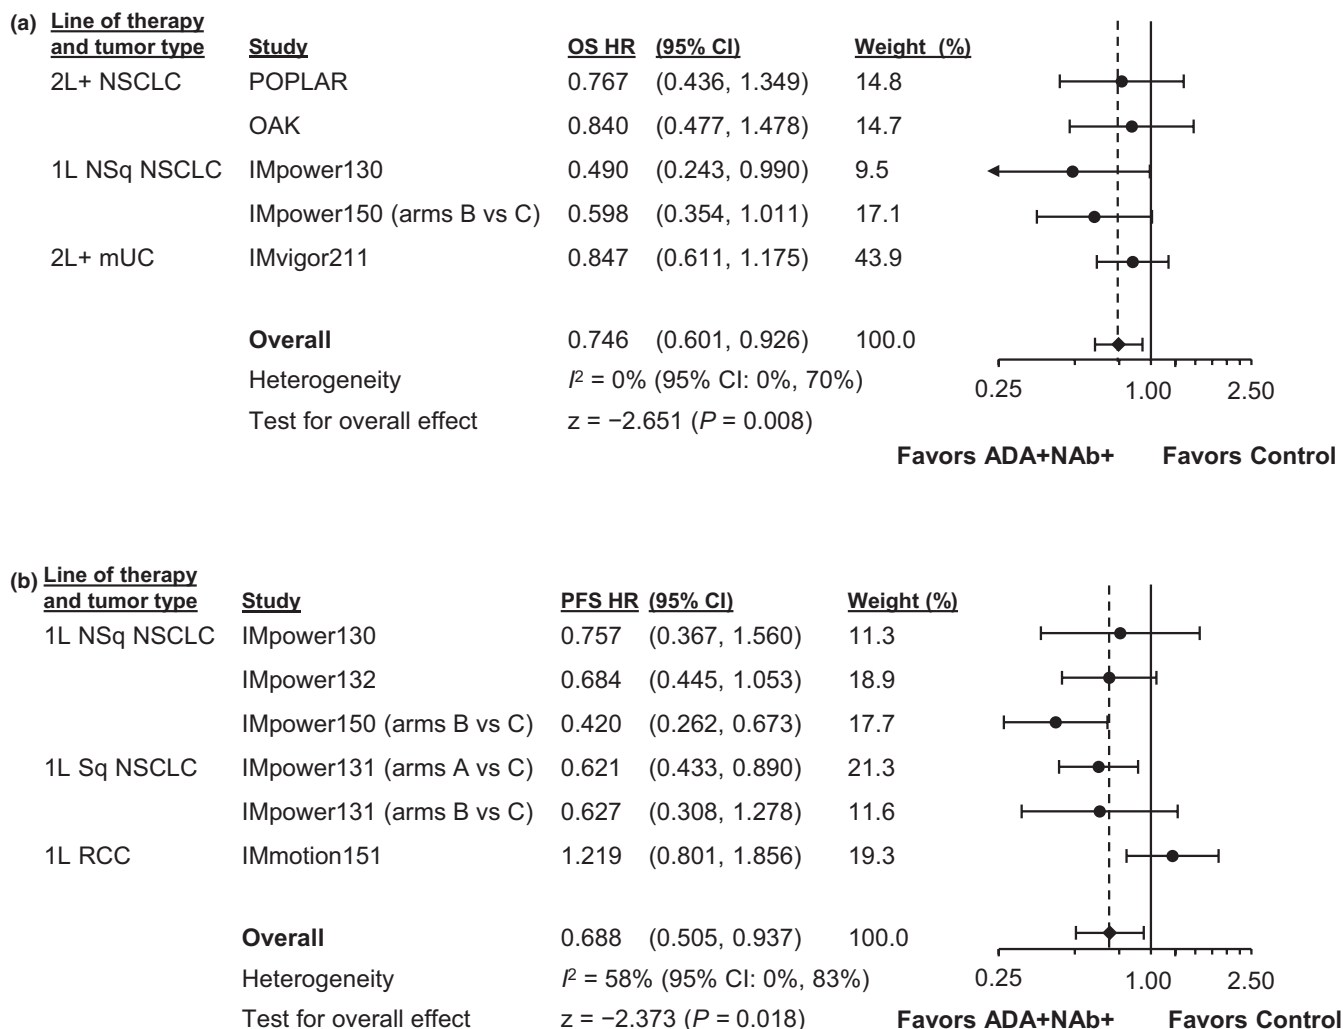 (a) Line of therapy and tumor type Study OS HR (95% CI) Weight (%)
2L+ NSCLC POPLAR 0.767 (0.436, 1.349) 14.8
OAK 0.840 (0.477, 1.478) 14.7
1L NSq NSCLC IMpower130 0.490 (0.243, 0.990) 9.5
IMpower150 (arms B vs C) 0.598 (0.354, 1.011) 17.1
2L+ mUC IMvigor211 0.847 (0.611, 1.175) 43.9
Overall 0.746 (0.601, 0.926) 100.0
Heterogeneity I² = 0% (95% CI: 0%, 70%)
0.25 1.00 2.50
Test for overall effect z = −2.651 (P = 0.008)
Favors ADA+NAb+ Favors Control
(b) Line of therapy and tumor type Study PFS HR (95% CI) Weight (%)
1L NSq NSCLC IMpower130 0.757 (0.367, 1.560) 11.3
IMpower132 0.684 (0.445, 1.053) 18.9
IMpower150 (arms B vs C) 0.420 (0.262, 0.673) 17.7
1L Sq NSCLC IMpower131 (arms A vs C) 0.621 (0.433, 0.890) 21.3
IMpower131 (arms B vs C) 0.627 (0.308, 1.278) 11.6
1L RCC IMmotion151 1.219 (0.801, 1.856) 19.3
Overall 0.688 (0.505, 0.937) 100.0
Heterogeneity I² = 58% (95% CI: 0%, 83%)
0.25 1.00 2.50
Test for overall effect z = −2.373 (P = 0.018)
Favors ADA+NAb+ Favors Control